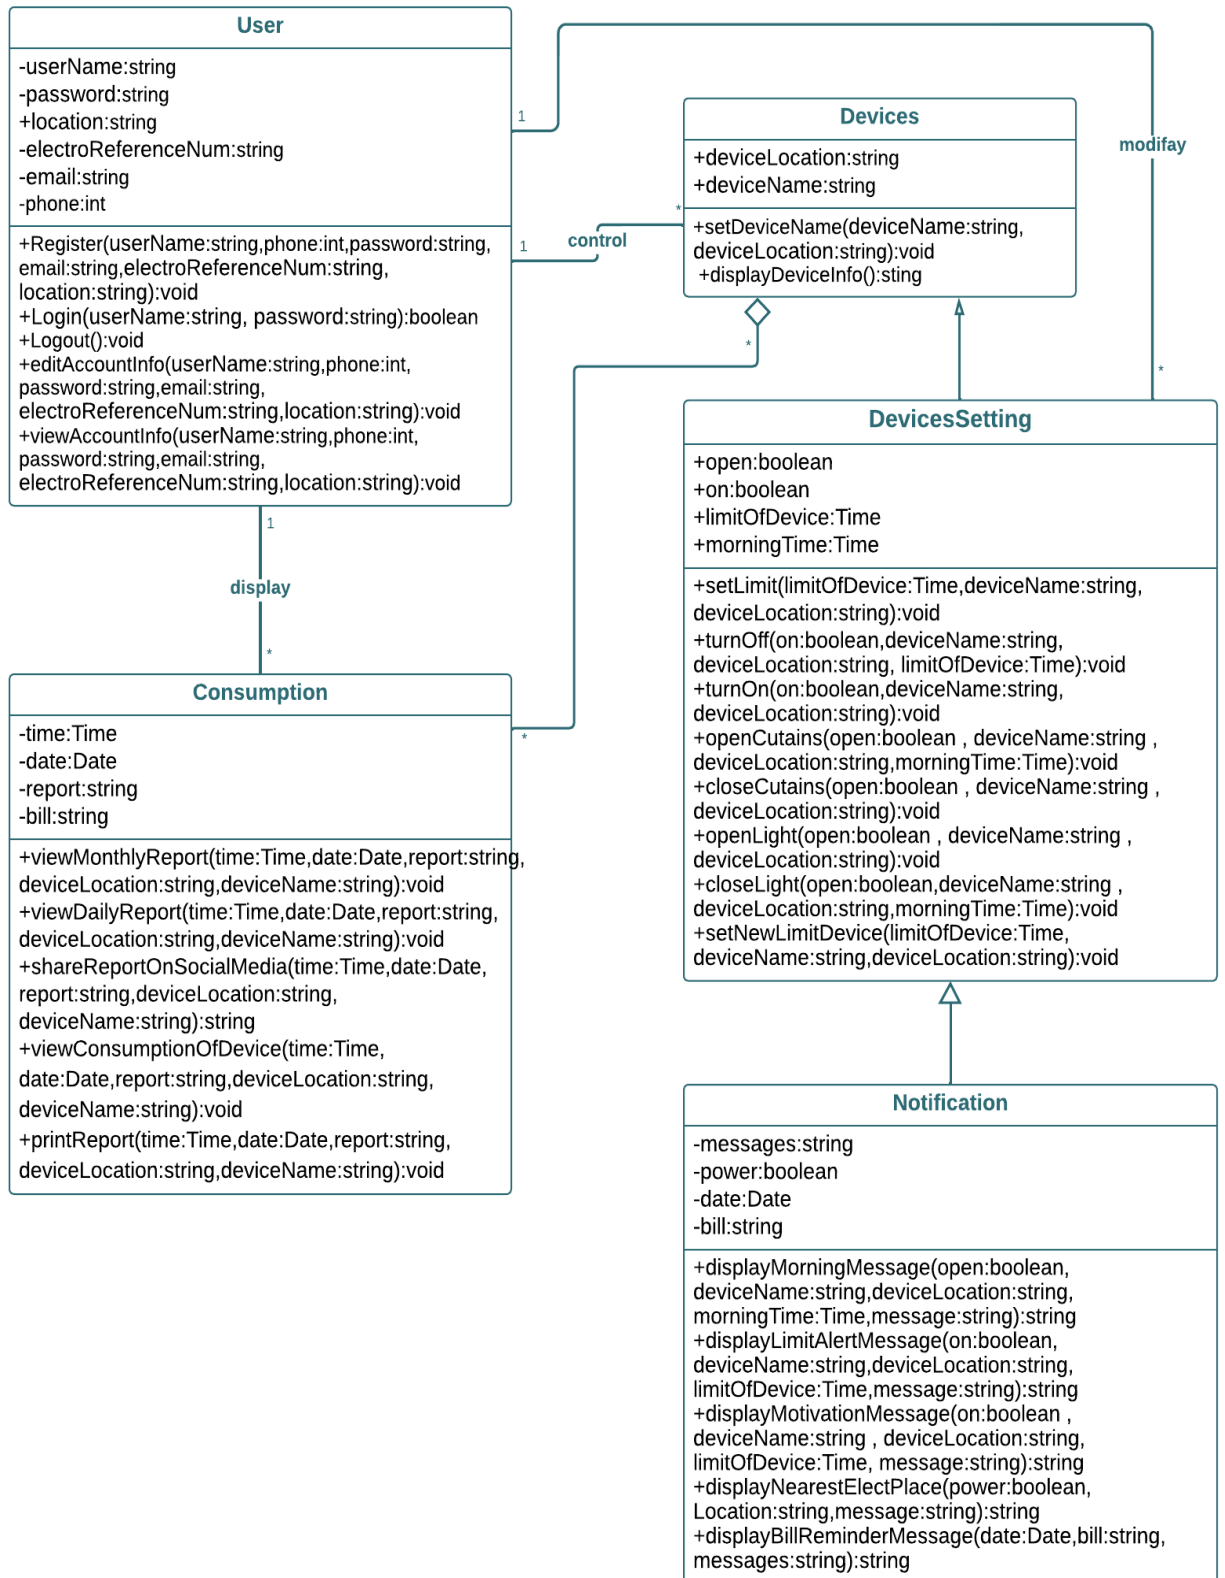 User
-userName:string
-password:string
+location:string
-electroReferenceNum:string
-email:string
-phone:int
+Register(userName:string,phone:int,password:string,
email:string,electroReferenceNum:string,
location:string):void
+Login(userName:string, password:string):boolean
+Logout():void
+editAccountInfo(userName:string,phone:int,
password:string,email:string,
electroReferenceNum:string,location:string):void
+viewAccountInfo(userName:string,phone:int,
password:string,email:string,
electroReferenceNum:string,location:string):void
1
modifay
*
1
control
*
Devices
+deviceLocation:string
+deviceName:string
+setDeviceName(deviceName:string,
deviceLocation:string):void
+displayDeviceInfo():sting
*
*
1
display
*
DevicesSetting
+open:boolean
+on:boolean
+limitOfDevice:Time
+morningTime:Time
+setLimit(limitOfDevice:Time,deviceName:string,
deviceLocation:string):void
+turnOff(on:boolean,deviceName:string,
deviceLocation:string, limitOfDevice:Time):void
+turnOn(on:boolean,deviceName:string,
deviceLocation:string):void
+openCutains(open:boolean , deviceName:string ,
deviceLocation:string,morningTime:Time):void
+closeCutains(open:boolean , deviceName:string ,
deviceLocation:string):void
+openLight(open:boolean , deviceName:string ,
deviceLocation:string):void
+closeLight(open:boolean,deviceName:string ,
deviceLocation:string,morningTime:Time):void
+setNewLimitDevice(limitOfDevice:Time,
deviceName:string,deviceLocation:string):void
Consumption
-time:Time
-date:Date
-report:string
-bill:string
+viewMonthlyReport(time:Time,date:Date,report:string,
deviceLocation:string,deviceName:string):void
+viewDailyReport(time:Time,date:Date,report:string,
deviceLocation:string,deviceName:string):void
+shareReportOnSocialMedia(time:Time,date:Date,
report:string,deviceLocation:string,
deviceName:string):string
+viewConsumptionOfDevice(time:Time,
date:Date,report:string,deviceLocation:string,
deviceName:string):void
+printReport(time:Time,date:Date,report:string,
deviceLocation:string,deviceName:string):void
Notification
-messages:string
-power:boolean
-date:Date
-bill:string
+displayMorningMessage(open:boolean,
deviceName:string,deviceLocation:string,
morningTime:Time,message:string):string
+displayLimitAlertMessage(on:boolean,
deviceName:string,deviceLocation:string,
limitOfDevice:Time,message:string):string
+displayMotivationMessage(on:boolean ,
deviceName:string , deviceLocation:string,
limitOfDevice:Time, message:string):string
+displayNearestElectPlace(power:boolean,
Location:string,message:string):string
+displayBillReminderMessage(date:Date,bill:string,
messages:string):string